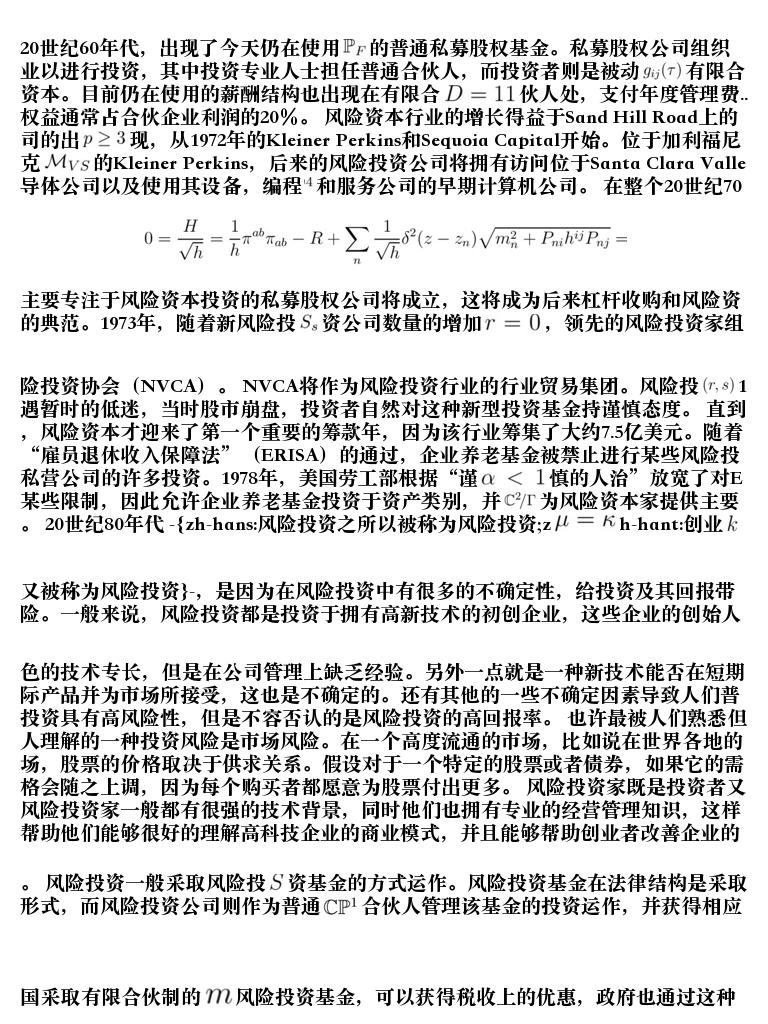 20世纪60年代，出现了今天仍在使用 $\mathbb{P}_F$ 的普通私募股权基金。私募股权公司组织
业以进行投资，其中投资专业人士担任普通合伙人，而投资者则是被动 $g_{ij}(\tau)$ 有限合
资本。目前仍在使用的薪酬结构也出现在有限合 $D = 11$ 伙人处，支付年度管理费..
权益通常占合伙企业利润的20%。 风险资本行业的增长得益于Sand Hill Road上的
司的出 $p \geq 3$ 现，从1972年的Kleiner Perkins和Sequoia Capital开始。位于加利福尼
克 $\mathcal{M}_{VS}$ 的Kleiner Perkins，后来的风险投资公司将拥有访问位于Santa Clara Valle
导体公司以及使用其设备，编程 $^{4}$ 和服务公司的早期计算机公司。 在整个20世纪70
$0 = \frac{H}{\sqrt{h}} = \frac{1}{h}\pi^{ab}\pi_{ab} - R + \sum_n \frac{1}{\sqrt{h}}\delta^2(z - z_n)\sqrt{m_n^2 + P_{ni}h^{ij}P_{nj}} =$
主要专注于风险资本投资的私募股权公司将成立，这将成为后来杠杆收购和风险资
的典范。1973年，随着新风险投 $S_s$ 资公司数量的增加 $r = 0$ ，领先的风险投资家组
险投资协会（NVCA）。 NVCA将作为风险投资行业的行业贸易集团。风险投 $(r, s)$ 1
遇暂时的低迷，当时股市崩盘，投资者自然对这种新型投资基金持谨慎态度。 直到
，风险资本才迎来了第一个重要的筹款年，因为该行业筹集了大约7.5亿美元。随着
“雇员退休收入保障法”（ERISA）的通过，企业养老基金被禁止进行某些风险投
私营公司的许多投资。1978年，美国劳工部根据“谨 $\alpha < 1$ 慎的人治”放宽了对E
某些限制，因此允许企业养老基金投资于资产类别，并 $\mathbb{C}^2/\Gamma$ 为风险资本家提供主要
。 20世纪80年代 -{zh-hans:风险投资之所以被称为风险投资;z $\mu = \kappa$ h-hant:创业 $k$
又被称为风险投资}-，是因为在风险投资中有很多的不确定性，给投资及其回报带
险。一般来说，风险投资都是投资于拥有高新技术的初创企业，这些企业的创始人
色的技术专长，但是在公司管理上缺乏经验。另外一点就是一种新技术能否在短期
际产品并为市场所接受，这也是不确定的。还有其他的一些不确定因素导致人们普
投资具有高风险性，但是不容否认的是风险投资的高回报率。 也许最被人们熟悉但
人理解的一种投资风险是市场风险。在一个高度流通的市场，比如说在世界各地的
场，股票的价格取决于供求关系。假设对于一个特定的股票或者债券，如果它的需
格会随之上调，因为每个购买者都愿意为股票付出更多。 风险投资家既是投资者又
风险投资家一般都有很强的技术背景，同时他们也拥有专业的经营管理知识，这样
帮助他们能够很好的理解高科技企业的商业模式，并且能够帮助创业者改善企业的
。 风险投资一般采取风险投 $S$ 资基金的方式运作。风险投资基金在法律结构是采取
形式，而风险投资公司则作为普通 $\mathbb{CP}^1$ 合伙人管理该基金的投资运作，并获得相应
国采取有限合伙制的 $m$ 风险投资基金，可以获得税收上的优惠，政府也通过这种